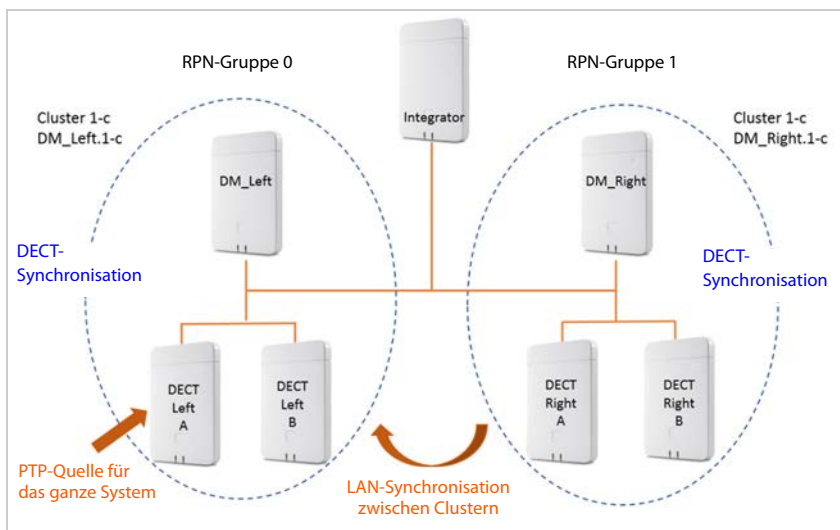 RPN-Gruppe 0
RPN-Gruppe 1
Integrator
Cluster 1-c
DM_Left.1-c
Cluster 1-c
DM_Right.1-c
DM_Left
DM_Right
DECT-
Synchronisation
DECT-
Synchronisation
DECT
Left
A
DECT
Left
B
DECT
Right
A
DECT
Right
B
PTP-Quelle für
das ganze System
LAN-Synchronisation
zwischen Clustern